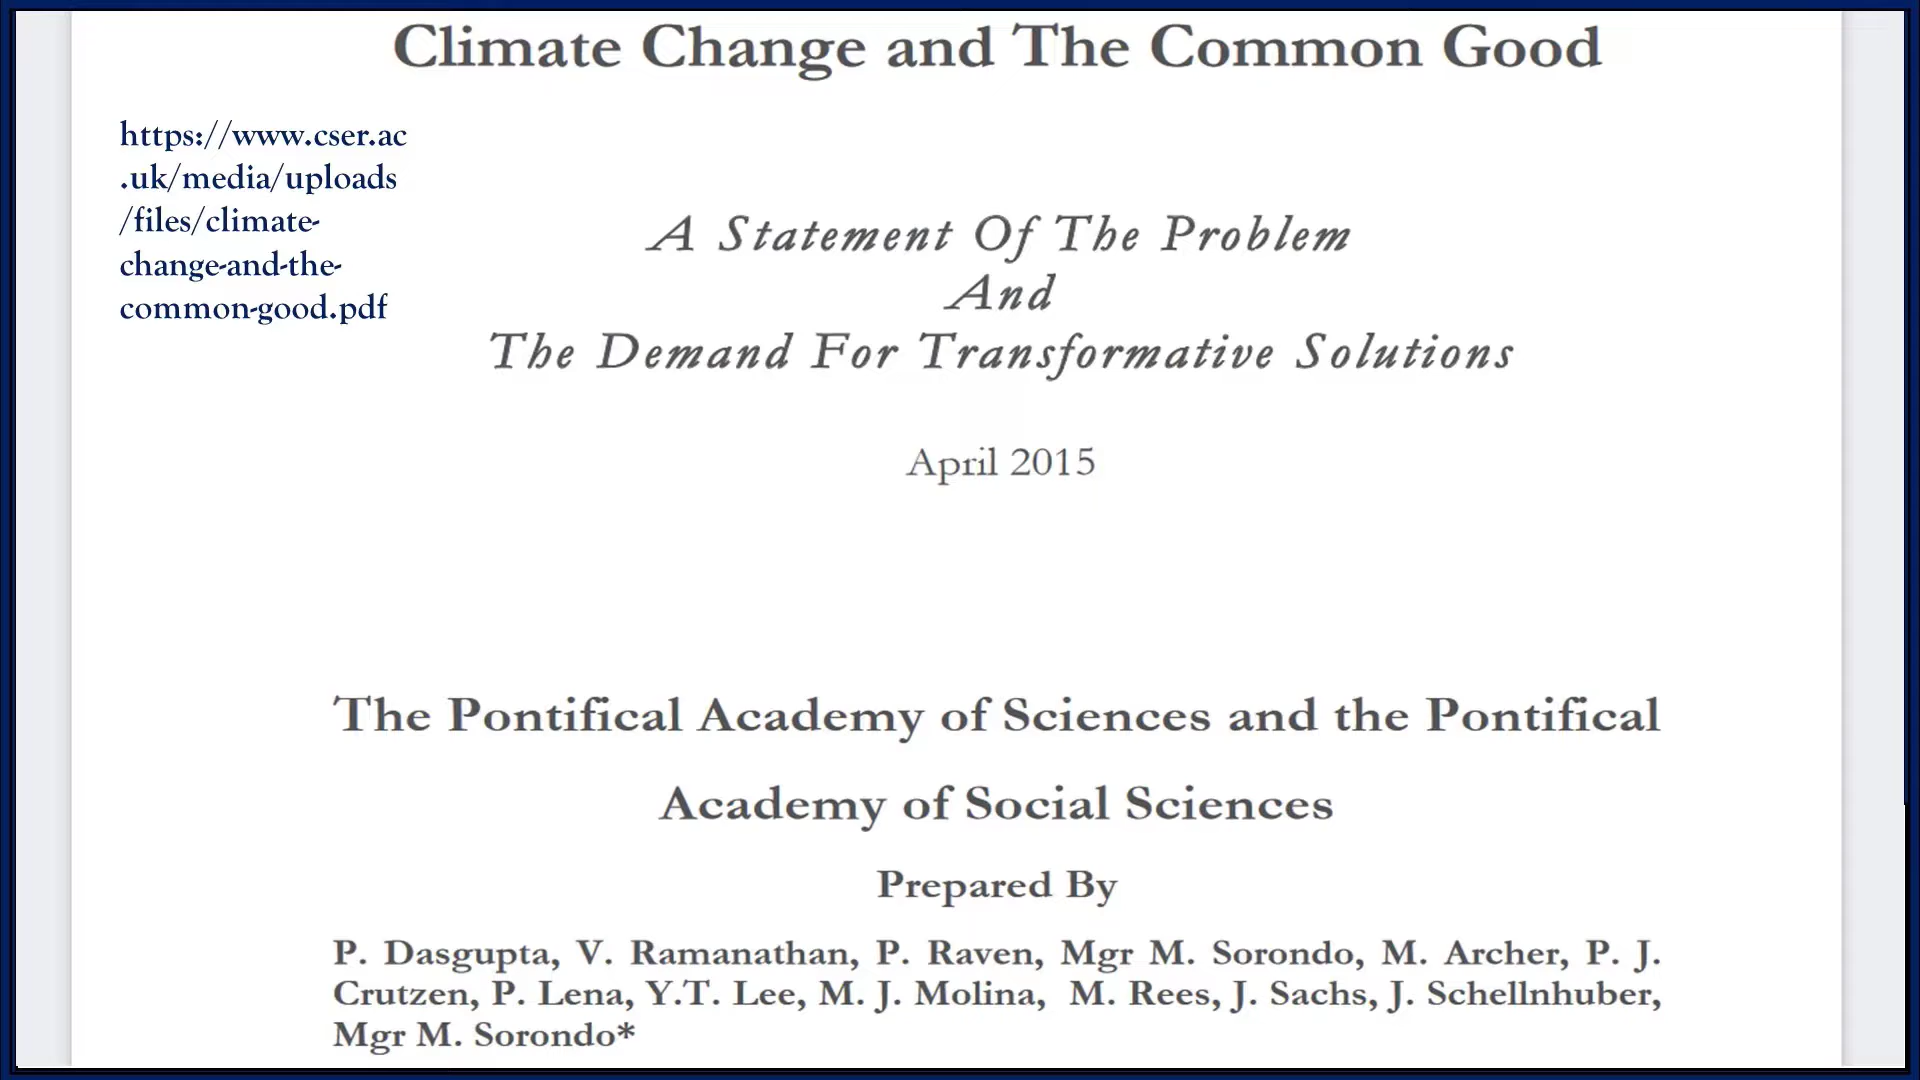 Climate Change and The Common Good
https://www.cser.ac
.uk/media/uploads
/files/climate-
change-and-the-
common-good.pdf
A Statement Of The Problem
And
The Demand For Transformative Solutions
April 2015
The Pontifical Academy of Sciences and the Pontifical
Academy of Social Sciences
Prepared By
P. Dasgupta, V. Ramanathan, P. Raven, Mgr M. Sorondo, M. Archer, P. J.
Crutzen, P. Lena, Y.T. Lee, M. J. Molina, M. Rees, J. Sachs, J. Schellnhuber,
Mgr M. Sorondo*